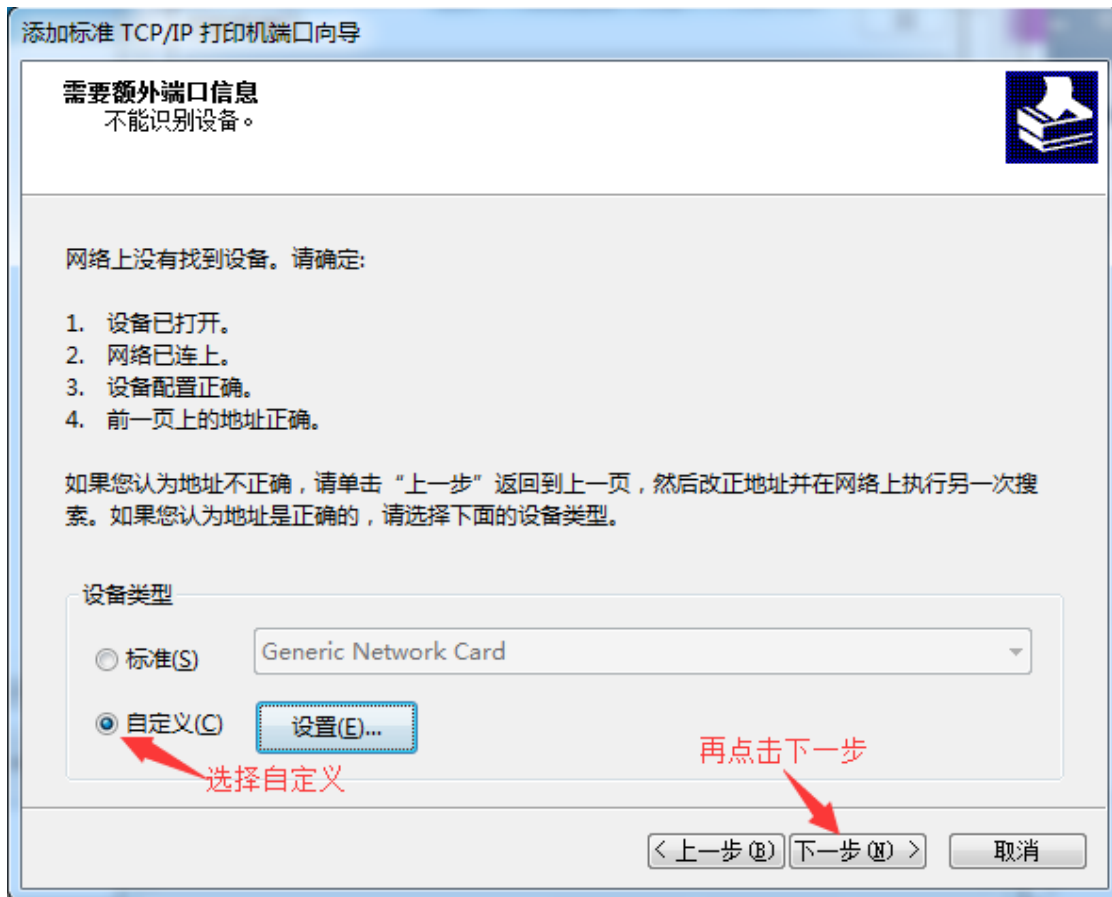 添加标准 TCP/IP 打印机端口向导
需要额外端口信息
不能识别设备。
网络上没有找到设备。请确定:
1. 设备已打开。
2. 网络已连上。
3. 设备配置正确。
4. 前一页上的地址正确。
如果您认为地址不正确，请单击“上一步”返回到上一页，然后改正地址并在网络上执行另一次搜
索。如果您认为地址是正确的，请选择下面的设备类型。
设备类型
标准(S) Generic Network Card
自定义(C) 设置(E)...
再点击下一步
选择自定义
< 上一步(B) 下一步(N) > 取消